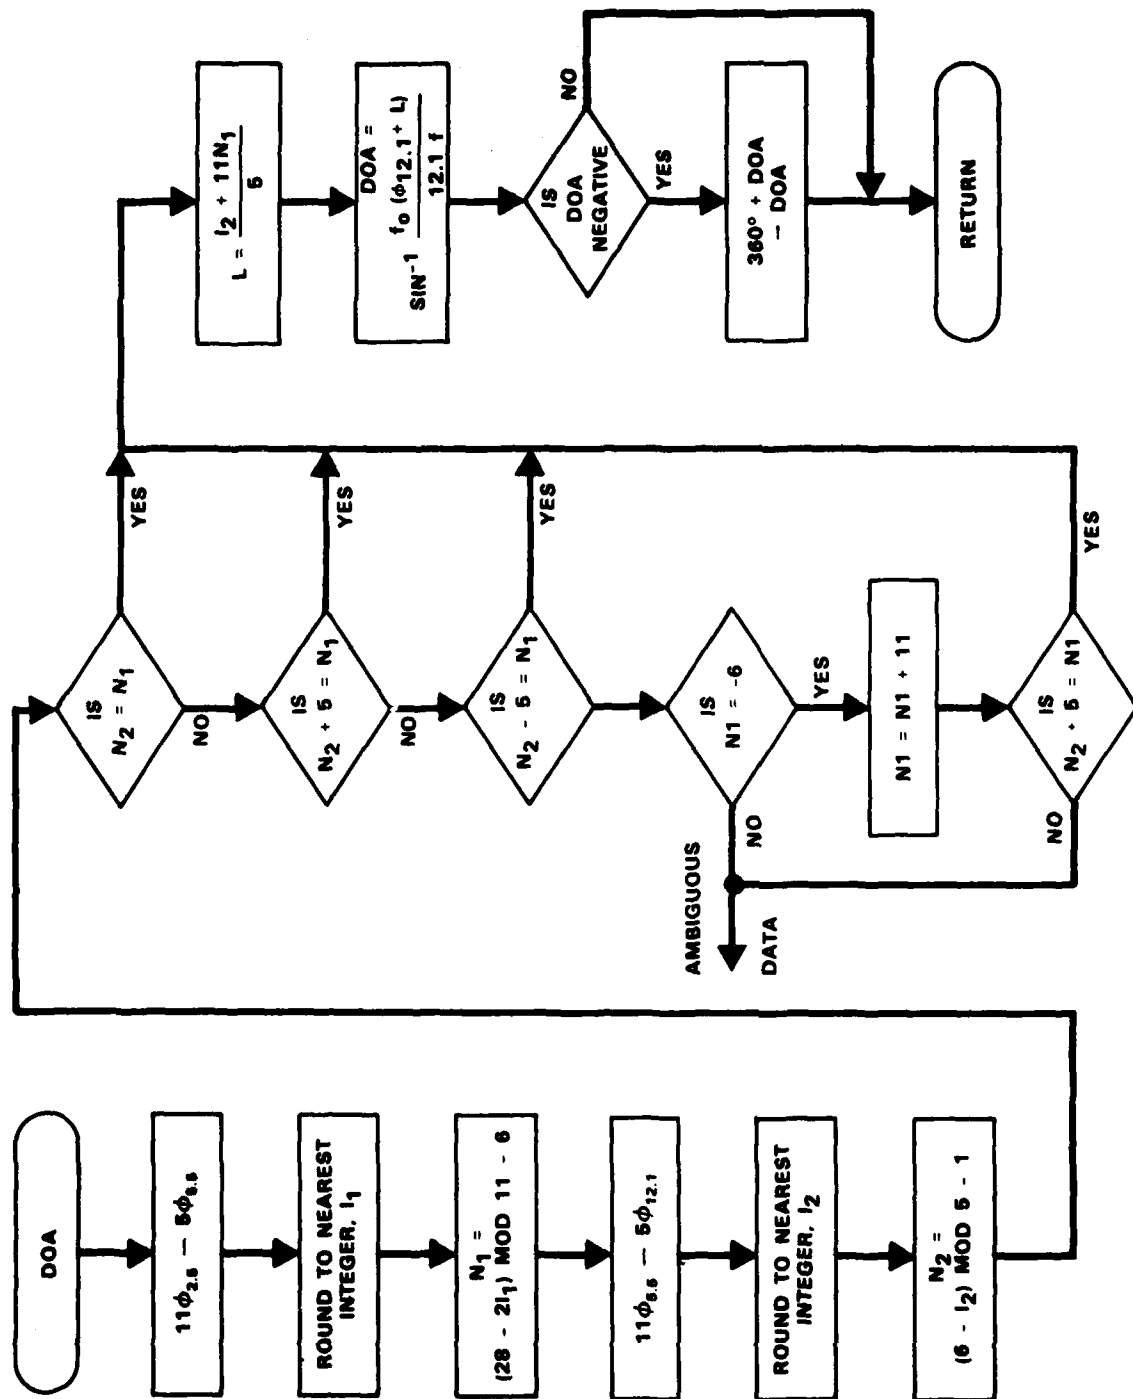 DOA
11ϕ2.5 — 5ϕ5.5
ROUND TO NEAREST
INTEGER, I1
N1 =
(28 - 2I1) MOD 11 - 6
11ϕ5.5 — 5ϕ12.1
ROUND TO NEAREST
INTEGER, I2
N2 =
(6 - I2) MOD 5 - 1
IS
N2 = N1
YES
NO
IS
N2 + 5 = N1
YES
NO
IS
N2 - 5 = N1
YES
IS
N1 = -6
NO
YES
AMBIGUOUS
DATA
N1 = N1 + 11
IS
N2 + 5 = N1
NO
YES
L = I2 + 11N1
5
DOA =
SIN-1 f0 (ϕ12.1 + L)
12.1 f
IS
DOA
NEGATIVE
NO
YES
360° + DOA
— DOA
RETURN